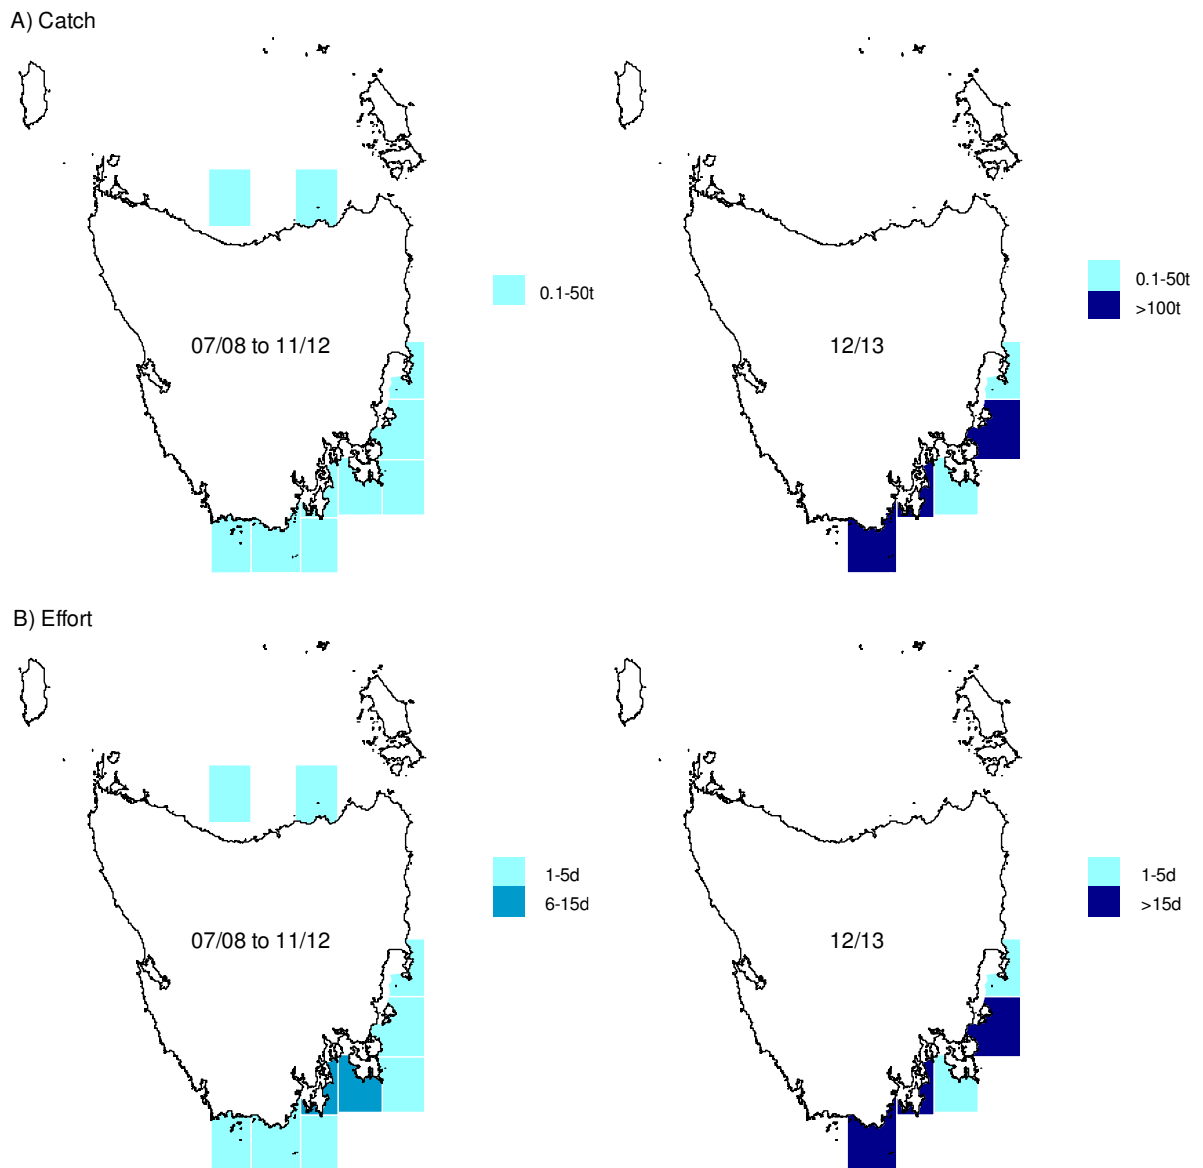 A) Catch
0.1-50t
07/08 to 11/12
0.1-50t
>100t
12/13
B) Effort
1-5d
6-15d
07/08 to 11/12
1-5d
>15d
12/13